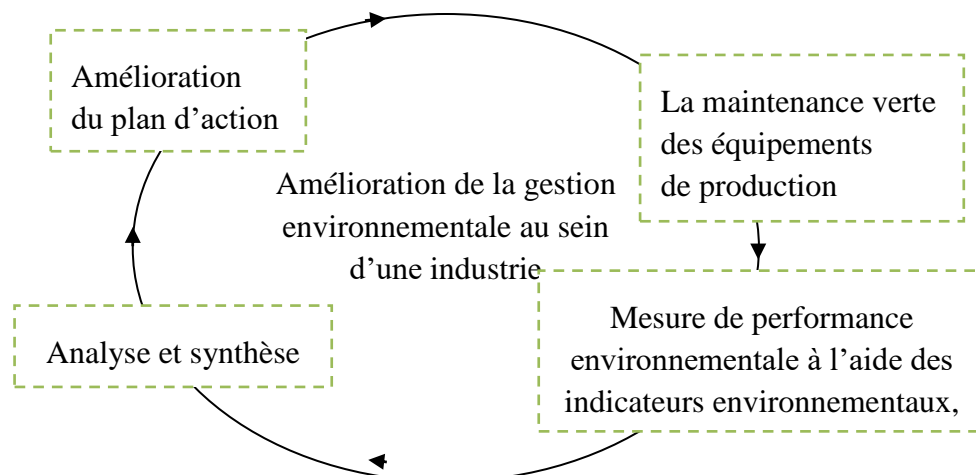 Amélioration
du plan d’action
La maintenance verte
des équipements
de production
Amélioration de la gestion
environnementale au sein
d’une industrie
Mesure de performance
environnementale à l’aide des
indicateurs environnementaux,
Analyse et synthèse